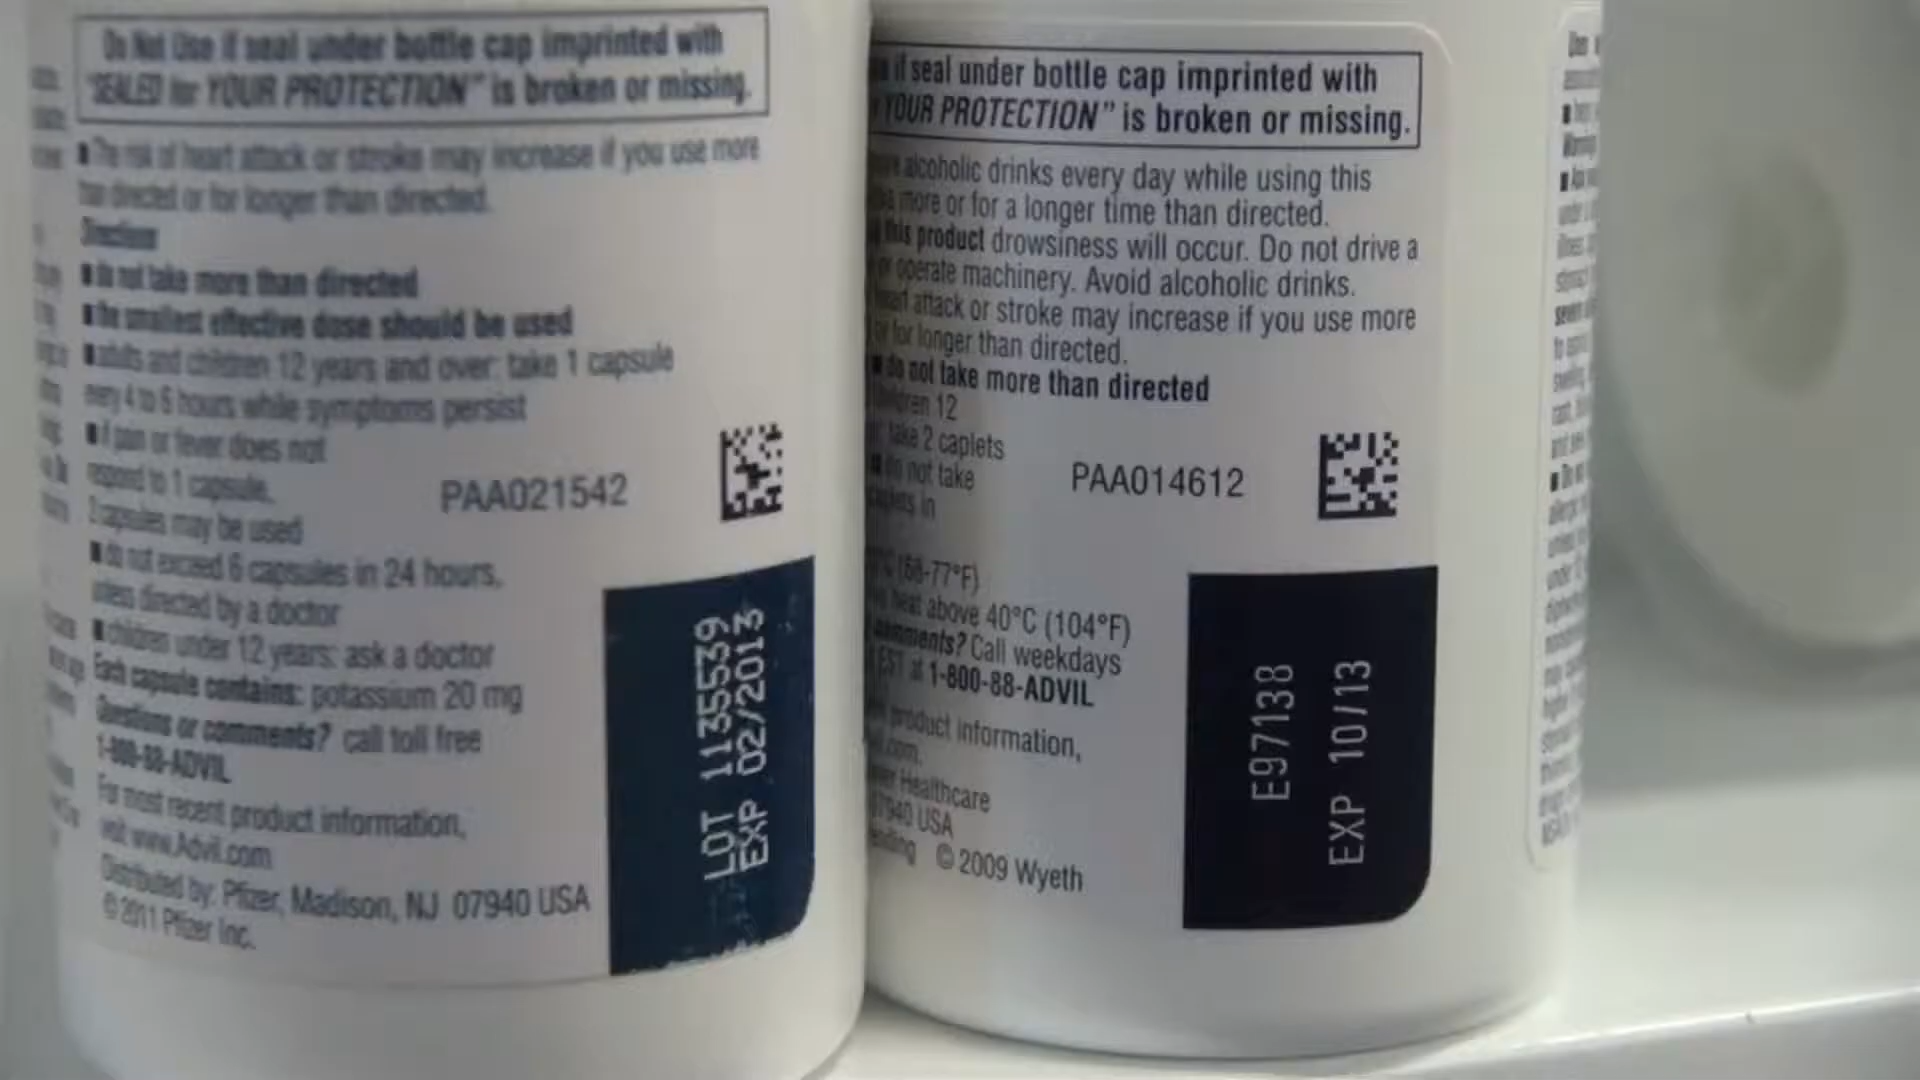 Do Not Use if seal under bottle cap imprinted with
"SEALED for YOUR PROTECTION" is broken or missing.
■ The risk of heart attack or stroke may increase if you use more
than directed or for longer than directed.
Directions
■ do not take more than directed
■ the smallest effective dose should be used
■ adults and children 12 years and over: take 1 capsule
every 4 to 6 hours while symptoms persist
■ if pain or fever does not
respond to 1 capsule,
2 capsules may be used
■ do not exceed 6 capsules in 24 hours,
unless directed by a doctor
■ children under 12 years: ask a doctor
Each capsule contains: potassium 20 mg
Questions or comments? call toll free
1-800-88-ADVIL
For most recent product information,
visit www.Advil.com
Distributed by: Pfizer, Madison, NJ 07940 USA
© 2011 Pfizer Inc.
PAA021542
LOT 1135539
EXP 02/2013
if seal under bottle cap imprinted with
YOUR PROTECTION" is broken or missing.
alcoholic drinks every day while using this
more or for a longer time than directed.
this product drowsiness will occur. Do not drive a
or operate machinery. Avoid alcoholic drinks.
heart attack or stroke may increase if you use more
or for longer than directed.
■ do not take more than directed
children 12
take 2 caplets
■ do not take
caplets in
(68-77°F)
heat above 40°C (104°F)
comments? Call weekdays
EST at 1-800-88-ADVIL
product information,
Healthcare
07940 USA
© 2009 Wyeth
PAA014612
E97138
EXP 10/13